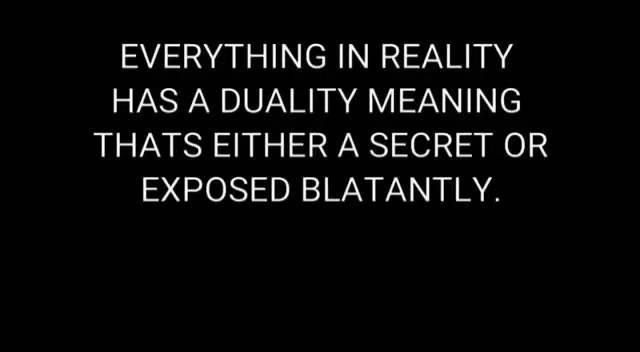 EVERYTHING IN REALITY
HAS A DUALITY MEANING
THATS EITHER A SECRET OR
EXPOSED BLATANTLY.